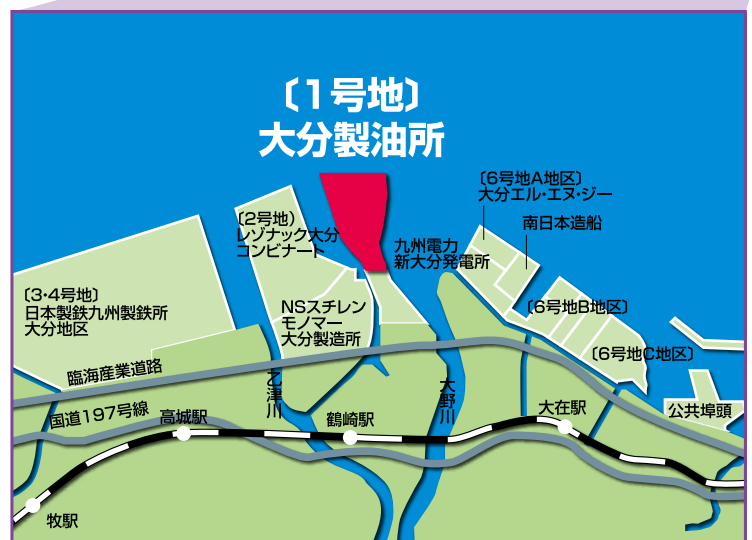 〔1号地〕
大分製油所
〔6号地A地区〕
大分エル・エヌ・ジー
南日本造船
〔2号地〕
レゾナック大分
コンビナート
九州電力
新大分発電所
〔3・4号地〕
日本製鉄九州製鉄所
大分地区
NSスチレン
モノマー
大分製造所
〔6号地B地区〕
〔6号地C地区〕
臨海産業道路
乙津川
大野川
国道197号線
高城駅
鶴崎駅
大在駅
公共埠頭
牧駅